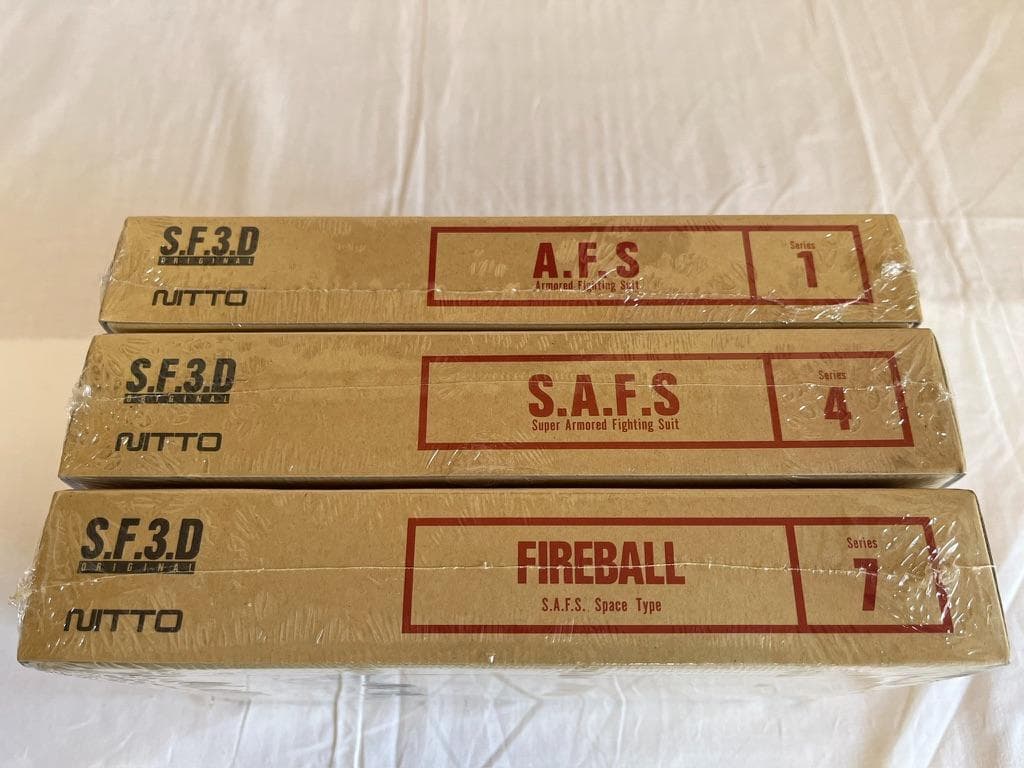 S.F.3.D
ORIGINAL
NITTO
A.F.S
Armored Fighting Suit
Series
1
S.F.3.D
ORIGINAL
NITTO
S.A.F.S
Super Armored Fighting Suit
Series
4
S.F.3.D
ORIGINAL
NITTO
FIREBALL
S.A.F.S. Space Type
Series
7